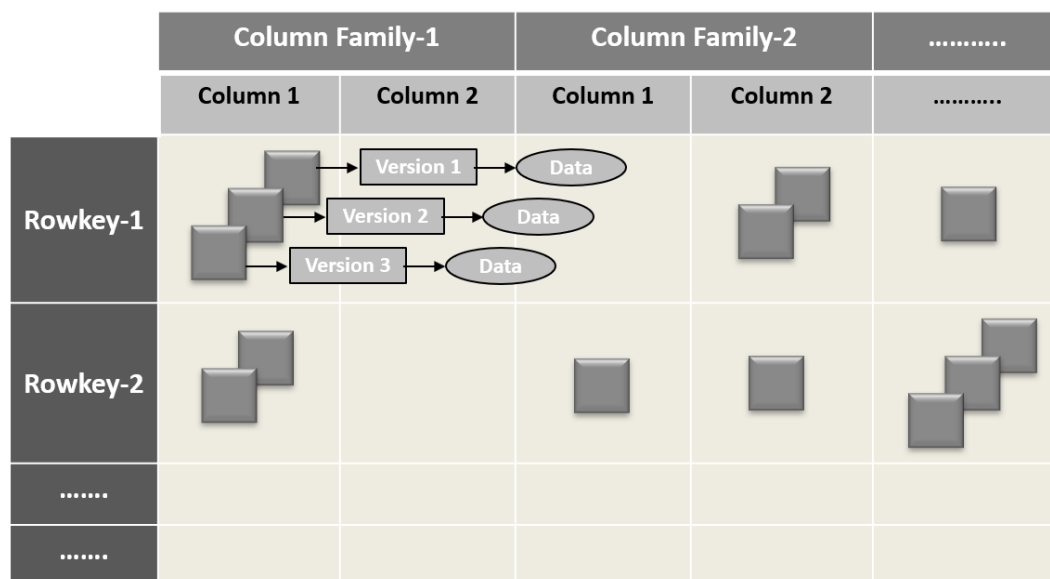 Column Family-1 Column Family-2 ...........
Column 1 Column 2 Column 1 Column 2 ...........
Version 1 Data
Rowkey-1 Version 2 Data
Version 3 Data
Rowkey-2
.......
.......